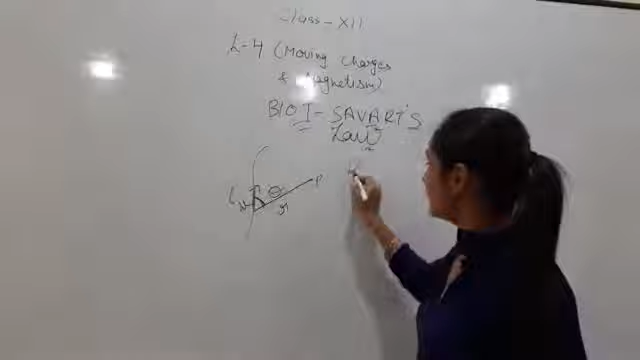 Class-XII
L-4 (Moving Charges
& Magnetism)
BIOT-SAVART'S
Law
θ
P
r